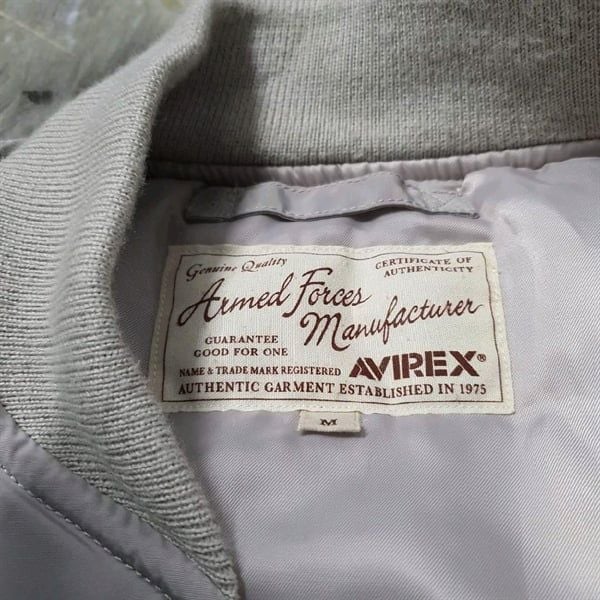 Genuine Quality
CERTIFICATE OF
AUTHENTICITY
Armed Forces
Manufacturer
GUARANTEE
GOOD FOR ONE
NAME & TRADE MARK REGISTERED
AVIREX®
AUTHENTIC GARMENT ESTABLISHED IN 1975
M